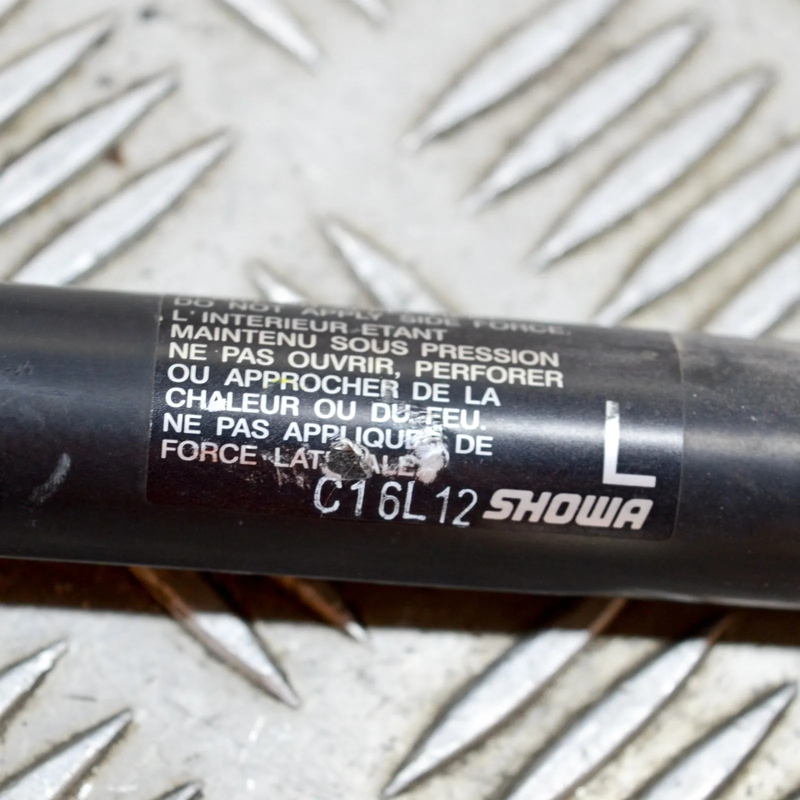 DO NOT APPLY SIDE FORCE.
L'INTERIEUR ETANT
MAINTENU SOUS PRESSION
NE PAS OUVRIR, PERFORER
OU APPROCHER DE LA
CHALEUR OU DU FEU.
NE PAS APPLIQUER DE
FORCE
L
C16L12 SHOWA